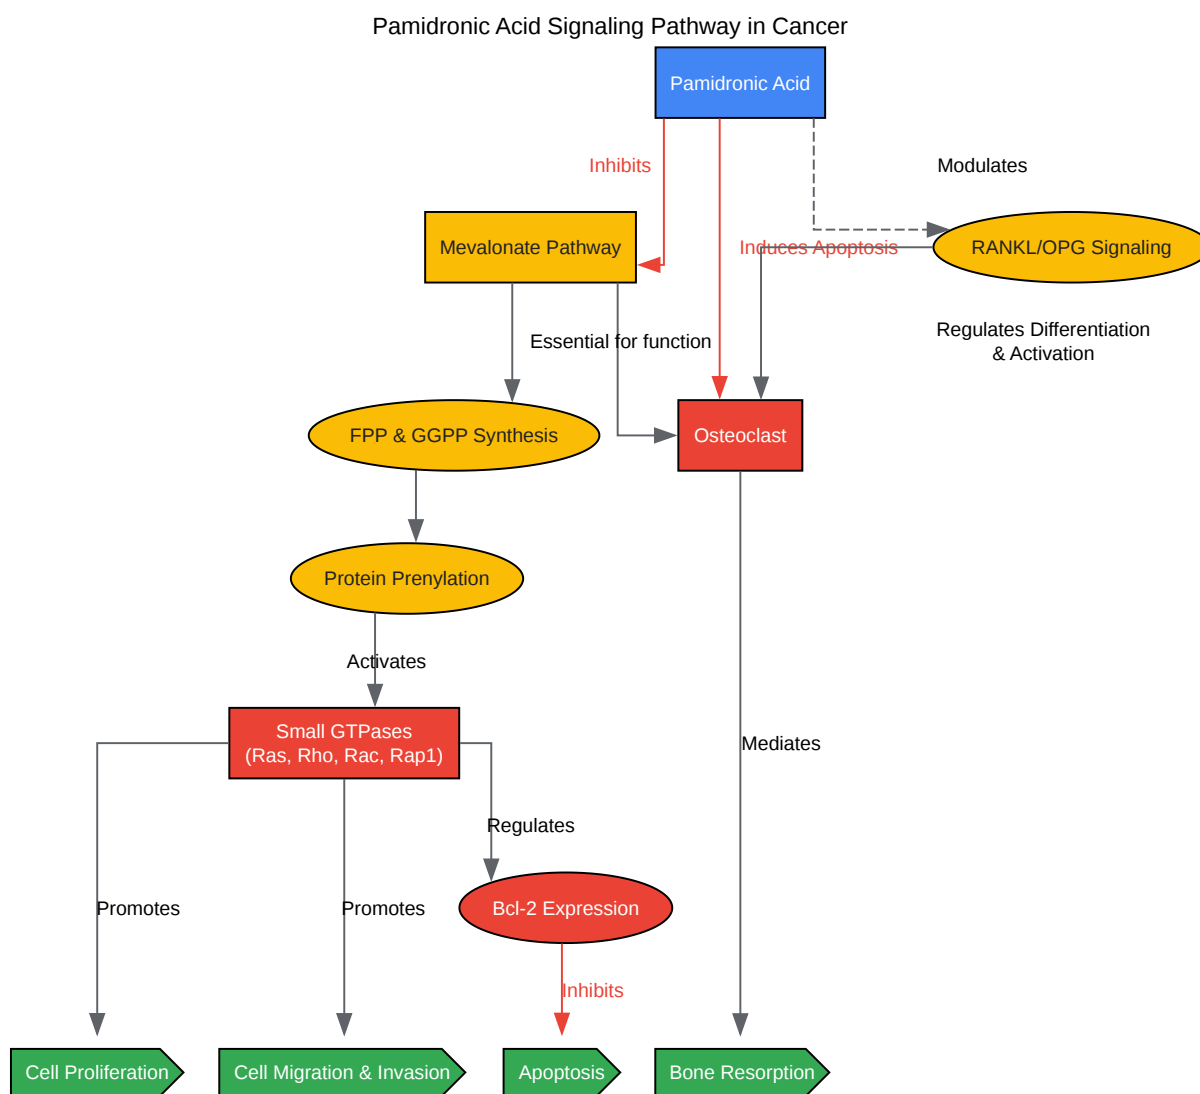 Pamidronic Acid Signaling Pathway in Cancer
Pamidronic Acid
Inhibits
Modulates
Mevalonate Pathway
Induces Apoptosis
RANKL/OPG Signaling
Essential for function
Regulates Differentiation
& Activation
FPP & GGPP Synthesis
Osteoclast
Protein Prenylation
Activates
Small GTPases
(Ras, Rho, Rac, Rap1)
Mediates
Regulates
Promotes
Promotes
Bcl-2 Expression
Inhibits
Cell Proliferation
Cell Migration & Invasion
Apoptosis
Bone Resorption